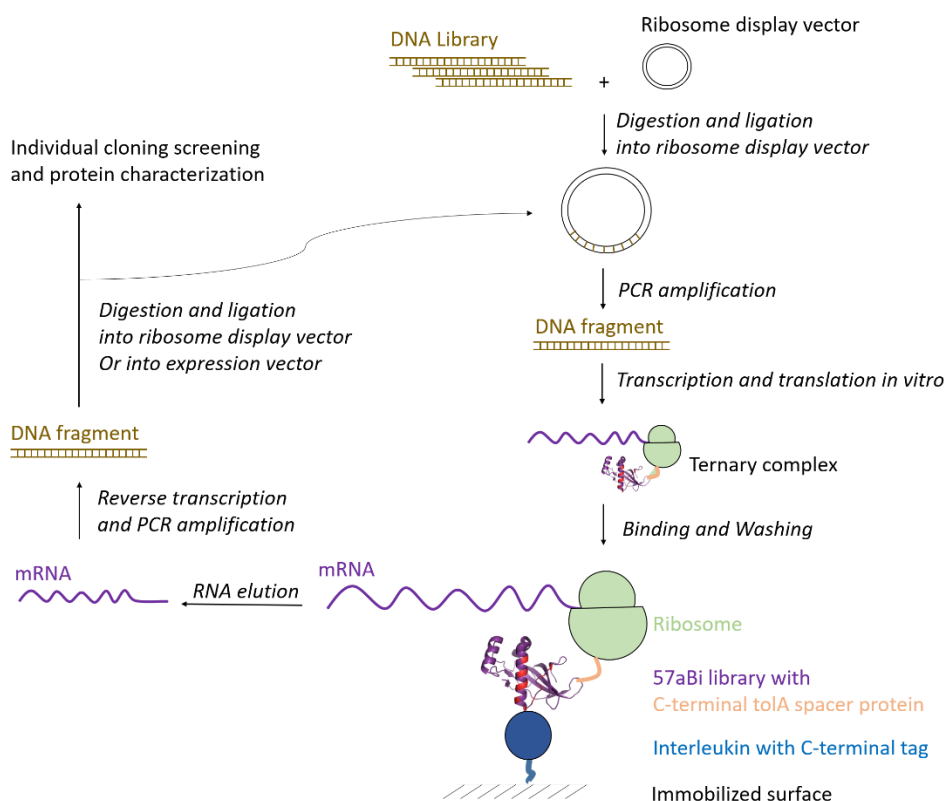 DNA Library
Ribosome display vector
+
Digestion and ligation
into ribosome display vector
Individual cloning screening
and protein characterization
PCR amplification
Digestion and ligation
into ribosome display vector
Or into expression vector
DNA fragment
Transcription and translation in vitro
DNA fragment
Ternary complex
Reverse transcription
and PCR amplification
Binding and Washing
mRNA
RNA elution
mRNA
Ribosome
57aBi library with
C-terminal tolA spacer protein
Interleukin with C-terminal tag
Immobilized surface